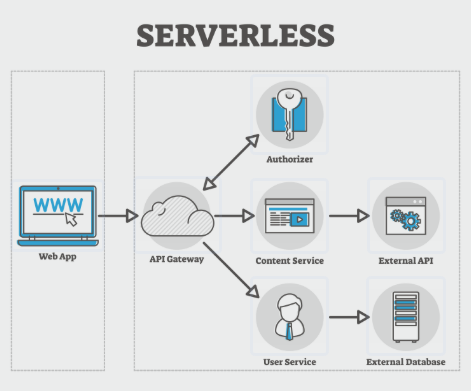 SERVERLESS
Authorizer
WWW
Web App
API Gateway
Content Service
External API
User Service
External Database